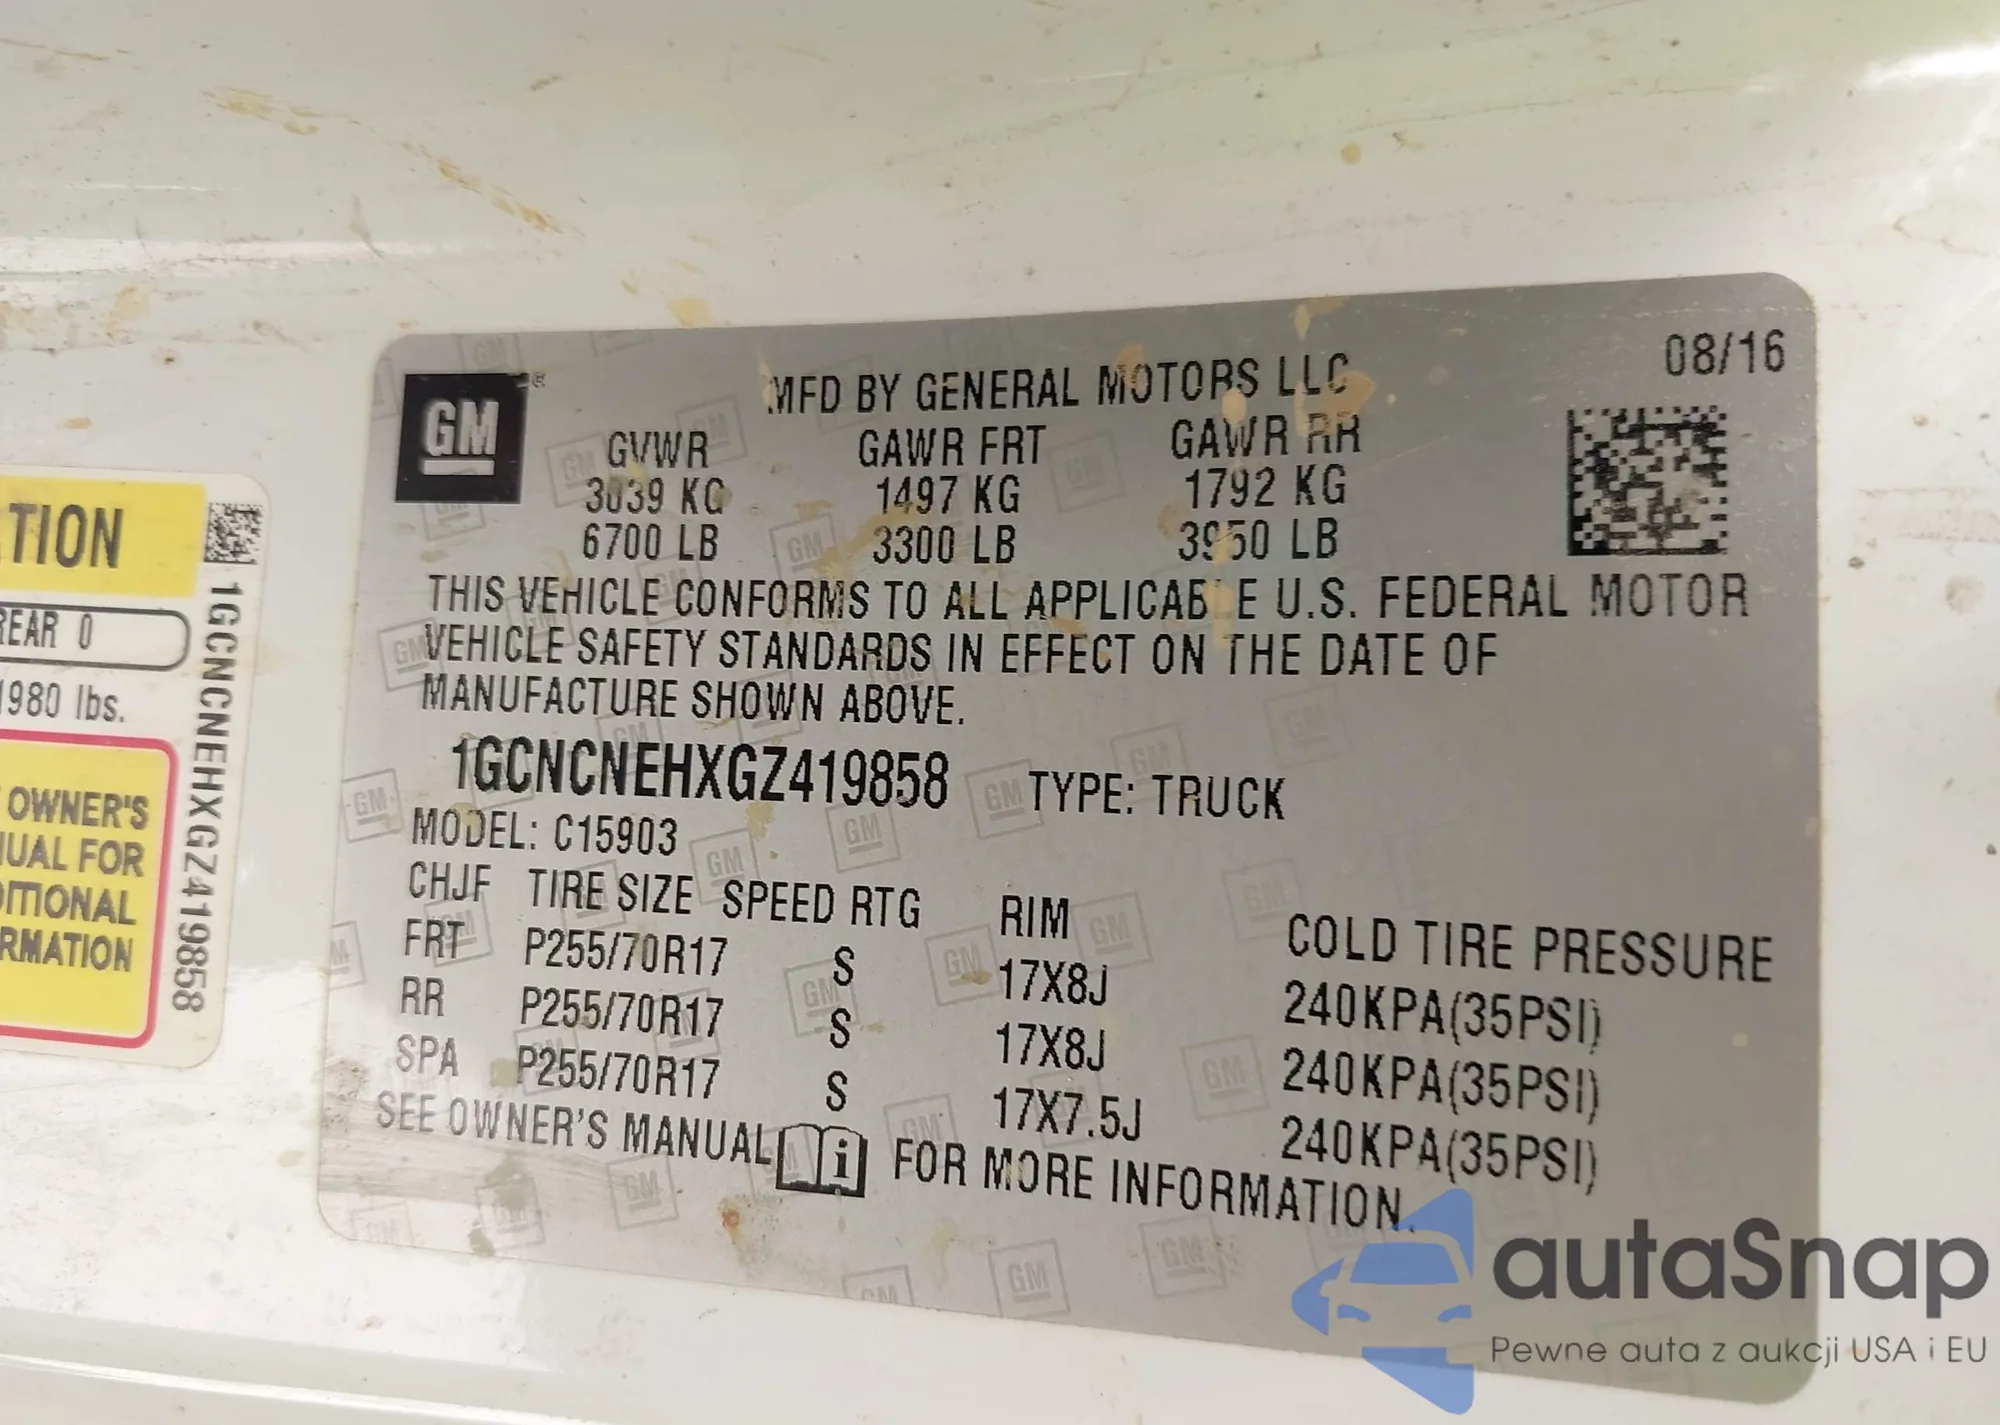 TION
REAR 0
1980 lbs.
OWNER'S
UAL FOR
DITIONAL
RMATION
1GCNCNEHXGZ419858
GM
®
MFD BY GENERAL MOTORS LLC
08/16
GVWR GAWR FRT GAWR RR
3039 KG 1497 KG 1792 KG
6700 LB 3300 LB 3950 LB
THIS VEHICLE CONFORMS TO ALL APPLICABLE U.S. FEDERAL MOTOR
VEHICLE SAFETY STANDARDS IN EFFECT ON THE DATE OF
MANUFACTURE SHOWN ABOVE.
1GCNCNEHXGZ419858 TYPE: TRUCK
MODEL: C15903
CHJF TIRE SIZE SPEED RTG RIM COLD TIRE PRESSURE
FRT P255/70R17 S 17X8J 240KPA(35PSI)
RR P255/70R17 S 17X8J 240KPA(35PSI)
SPA P255/70R17 S 17X7.5J 240KPA(35PSI)
SEE OWNER'S MANUAL i FOR MORE INFORMATION.
autaSnap
Pewne auta z aukcji USA i EU